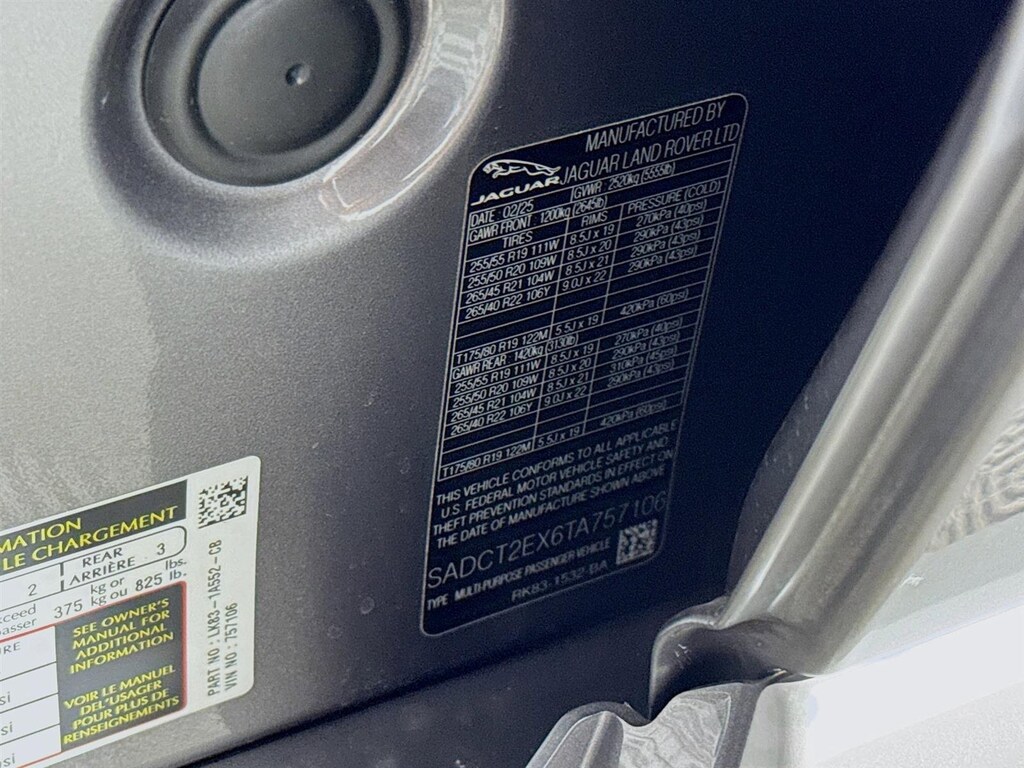 MANUFACTURED BY
JAGUAR JAGUAR LAND ROVER LTD
DATE: 02/25 GVWR: 2520kg (5555lb)
GAWR FRONT: 1200kg (2645lb)
TIRES RIMS PRESSURE (COLD)
255/55 R19 111W 8.5J x 19 270kPa (40psi)
255/50 R20 109W 8.5J x 20 290kPa (43psi)
265/45 R21 104W 8.5J x 21 290kPa (43psi)
265/40 R22 106Y 9.0J x 22 290kPa (43psi)
T175/80 R19 122M 5.5J x 19 420kPa (60psi)
GAWR REAR: 1420kg (3130lb)
255/55 R19 111W 8.5J x 19 270kPa (40psi)
255/50 R20 109W 8.5J x 20 290kPa (43psi)
265/45 R21 104W 8.5J x 21 310kPa (45psi)
265/40 R22 106Y 9.0J x 22 290kPa (43psi)
T175/80 R19 122M 5.5J x 19 420kPa (60psi)
THIS VEHICLE CONFORMS TO ALL APPLICABLE
U.S. FEDERAL MOTOR VEHICLE SAFETY AND
THEFT PREVENTION STANDARDS IN EFFECT ON
THE DATE OF MANUFACTURE SHOWN ABOVE
SADCT2EX6TA757106
TYPE MULTI-PURPOSE PASSENGER VEHICLE
RK83-1532-BA
MATION
LE CHARGEMENT
2 REAR 3
ARRIÈRE
xceed 375 kg or 825 lbs.
passer kg ou lb.
URE
SEE OWNER'S
MANUAL FOR
ADDITIONAL
INFORMATION
VOIR LE MANUEL
DEL'USAGER
POUR PLUS DE
RENSEIGNEMENTS
si
si
si
PART NO : LK83-1A552-CB
VIN NO : 757106